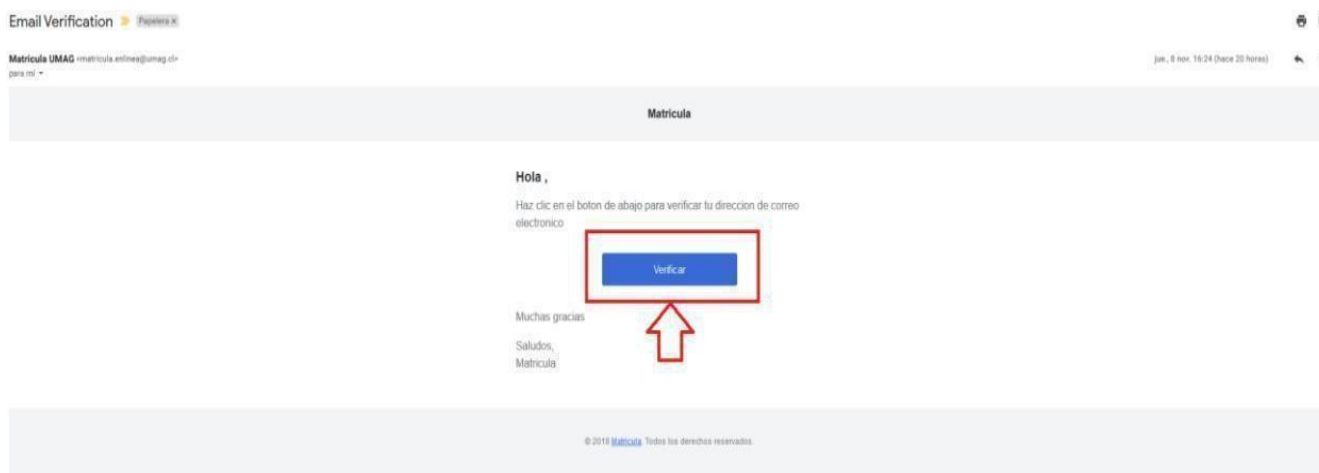 Email Verification Papelera x
Matricula UMAG <matricula.enlinea@umag.cl>
jue., 8 nov. 16:24 (hace 20 horas)
para mí
Matricula
Hola ,
Haz clic en el boton de abajo para verificar tu direccion de correo
electronico
Verificar
Muchas gracias
Saludos,
Matricula
© 2018 Matricula. Todos los derechos reservados.